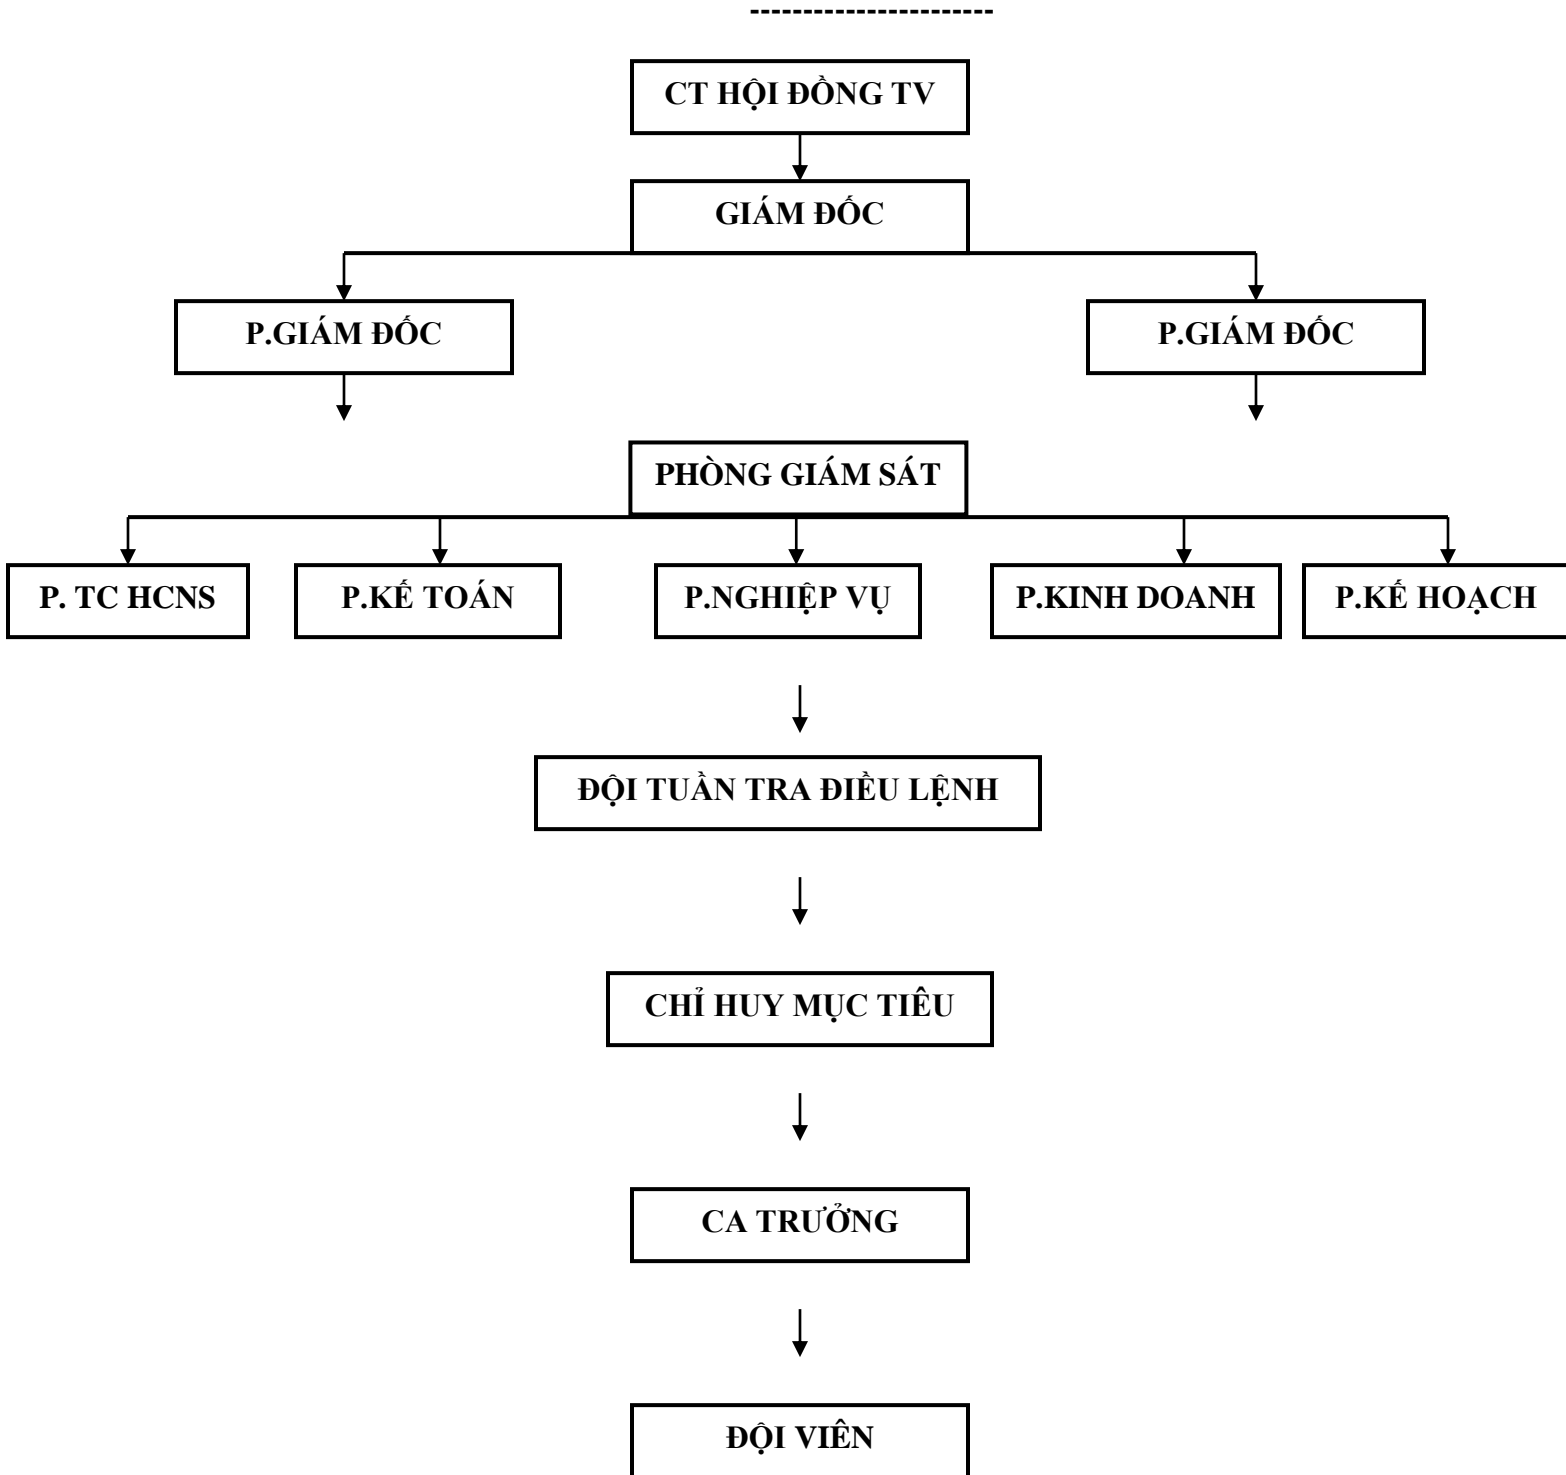 ----------------------
CT HỘI ĐỒNG TV
GIÁM ĐỐC
P.GIÁM ĐỐC
P.GIÁM ĐỐC
PHÒNG GIÁM SÁT
P. TC HCNS
P.KẾ TOÁN
P.NGHIỆP VỤ
P.KINH DOANH
P.KẾ HOẠCH
ĐỘI TUẦN TRA ĐIỀU LỆNH
CHỈ HUY MỤC TIÊU
CA TRƯỞNG
ĐỘI VIÊN